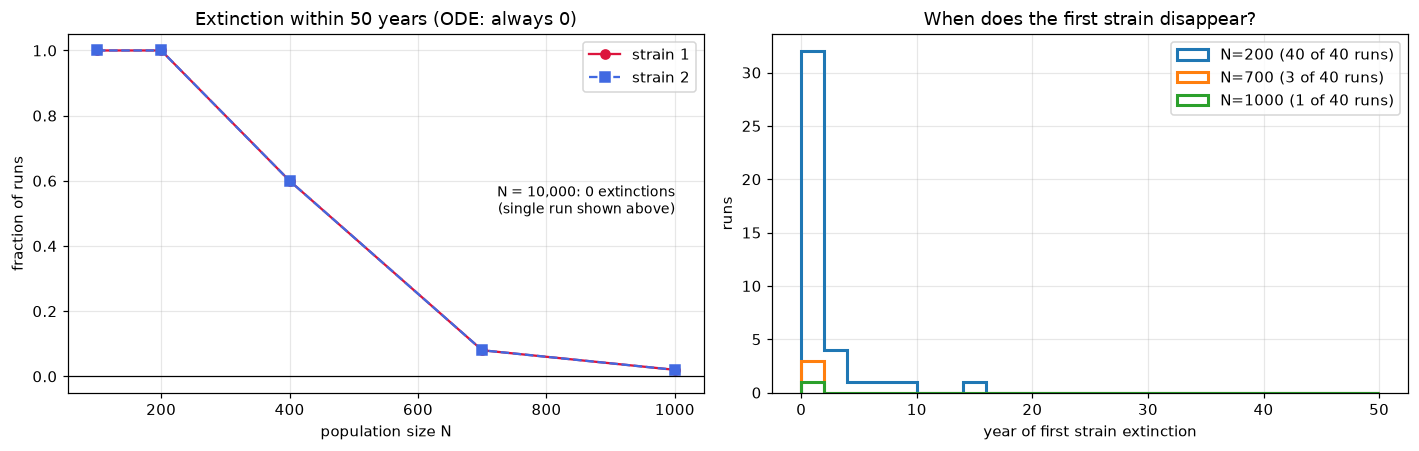 Extinction within 50 years (ODE: always 0)
fraction of runs
1.0
0.8
0.6
0.4
0.2
0.0
strain 1
strain 2
N = 10,000: 0 extinctions
(single run shown above)
200
400
600
800
1000
population size N
When does the first strain disappear?
runs
30
25
20
15
10
5
0
N=200 (40 of 40 runs)
N=700 (3 of 40 runs)
N=1000 (1 of 40 runs)
0
10
20
30
40
50
year of first strain extinction